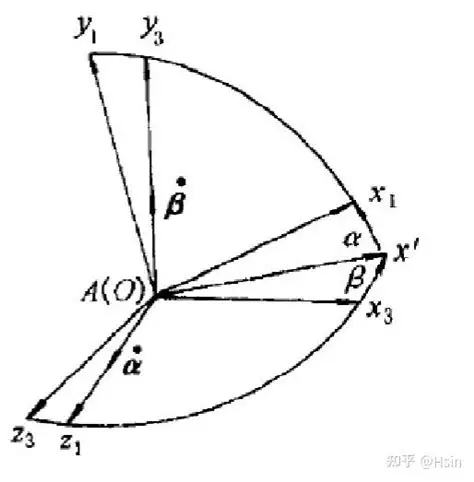 y₁ y₃
β̇
x₁
α
x′
β
A(O)
x₃
α̇
z₃ z₁
知乎 @Hsin